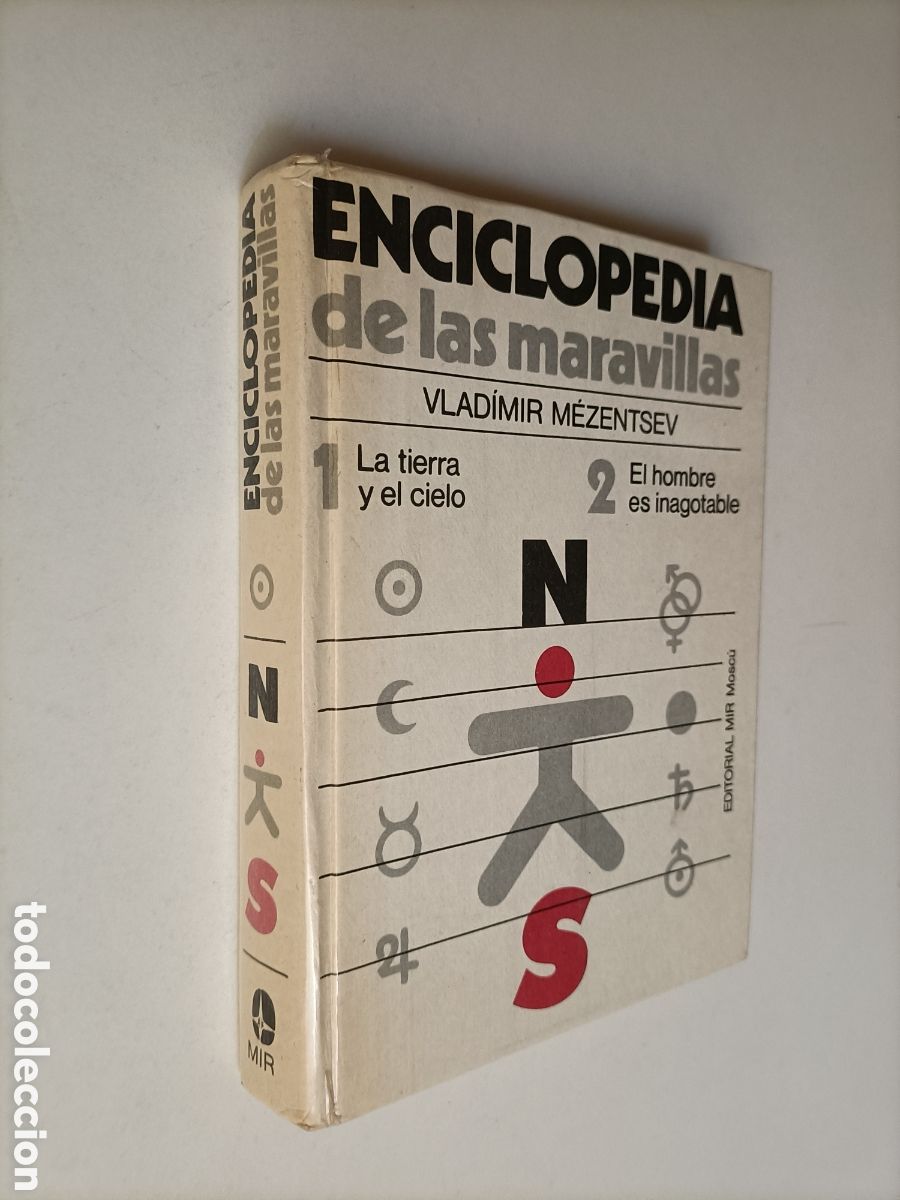 ENCICLOPEDIA
de las maravillas
VLADÍMIR MÉZENTSEV
1 La tierra
y el cielo
2 El hombre
es inagotable
N
S
EDITORIAL MIR Moscú
ENCICLOPEDIA
de las maravillas
N
S
MIR
todocoleccion